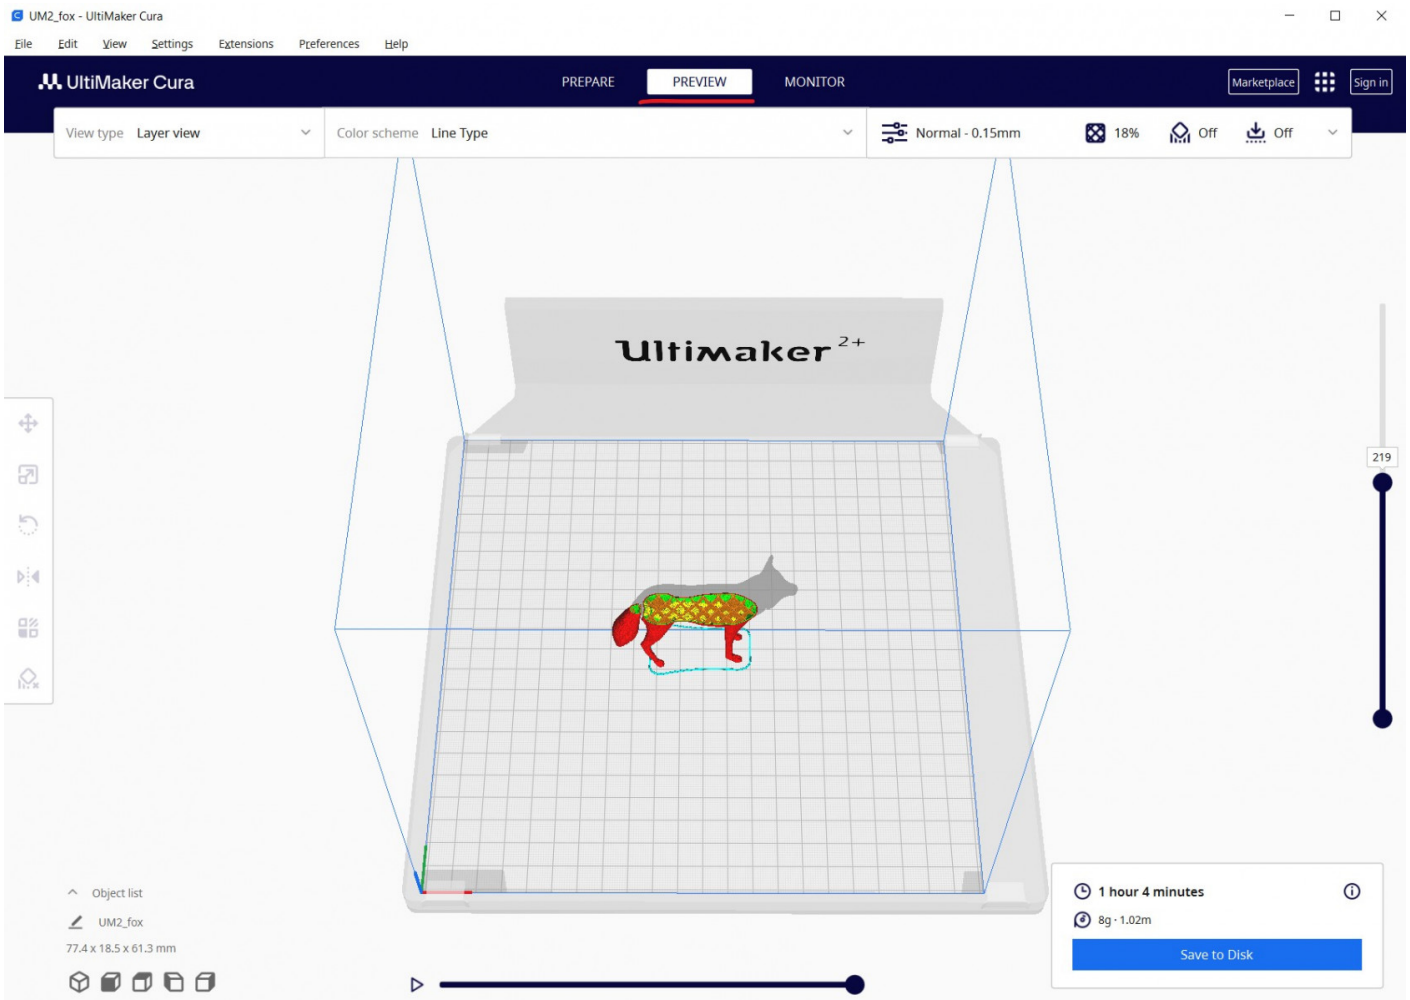 UM2_fox - UltiMaker Cura
File Edit View Settings Extensions Preferences Help
UltiMaker Cura PREPARE PREVIEW MONITOR Marketplace Sign in
View type Layer view Color scheme Line Type Normal - 0.15mm 18% Off Off
Ultimaker 2+
219
Object list
UM2_fox
77.4 x 18.5 x 61.3 mm
1 hour 4 minutes
8g · 1.02m
Save to Disk